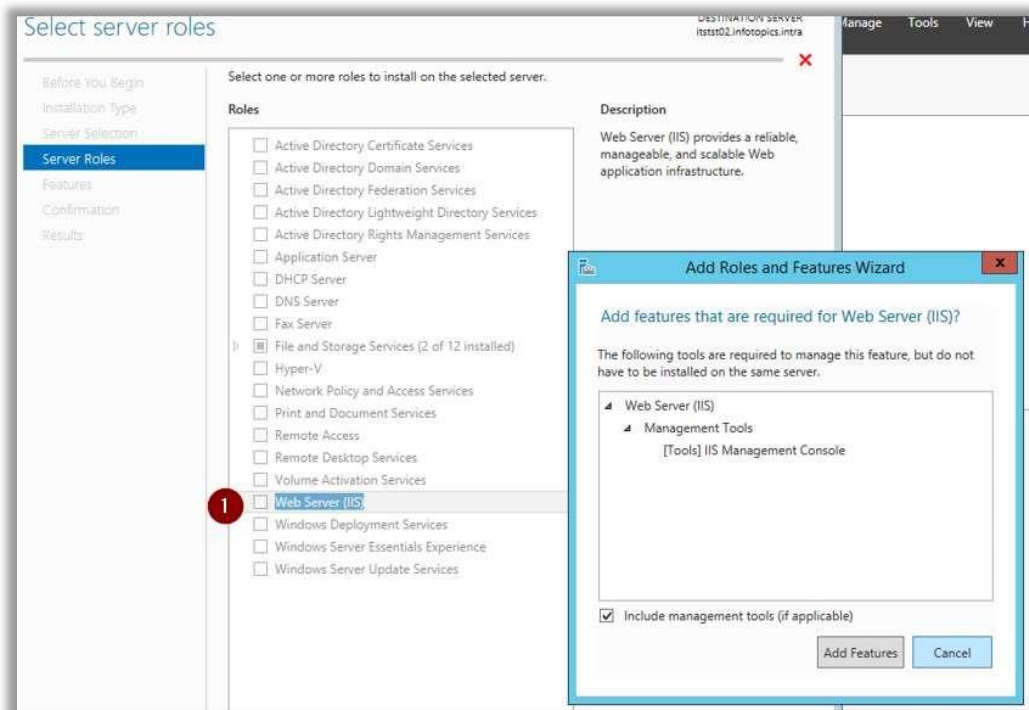 Select server roles
DESTINATION SERVER
itstst02.infotopics.intra
Manage Tools View
Before You Begin
Installation Type
Server Selection
Server Roles
Features
Confirmation
Results
Select one or more roles to install on the selected server.
Roles
Active Directory Certificate Services
Active Directory Domain Services
Active Directory Federation Services
Active Directory Lightweight Directory Services
Active Directory Rights Management Services
Application Server
DHCP Server
DNS Server
Fax Server
File and Storage Services (2 of 12 installed)
Hyper-V
Network Policy and Access Services
Print and Document Services
Remote Access
Remote Desktop Services
Volume Activation Services
1
Web Server (IIS)
Windows Deployment Services
Windows Server Essentials Experience
Windows Server Update Services
Description
Web Server (IIS) provides a reliable,
manageable, and scalable Web
application infrastructure.
Add Roles and Features Wizard
x
Add features that are required for Web Server (IIS)?
The following tools are required to manage this feature, but do not
have to be installed on the same server.
Web Server (IIS)
Management Tools
[Tools] IIS Management Console
Include management tools (if applicable)
Add Features
Cancel